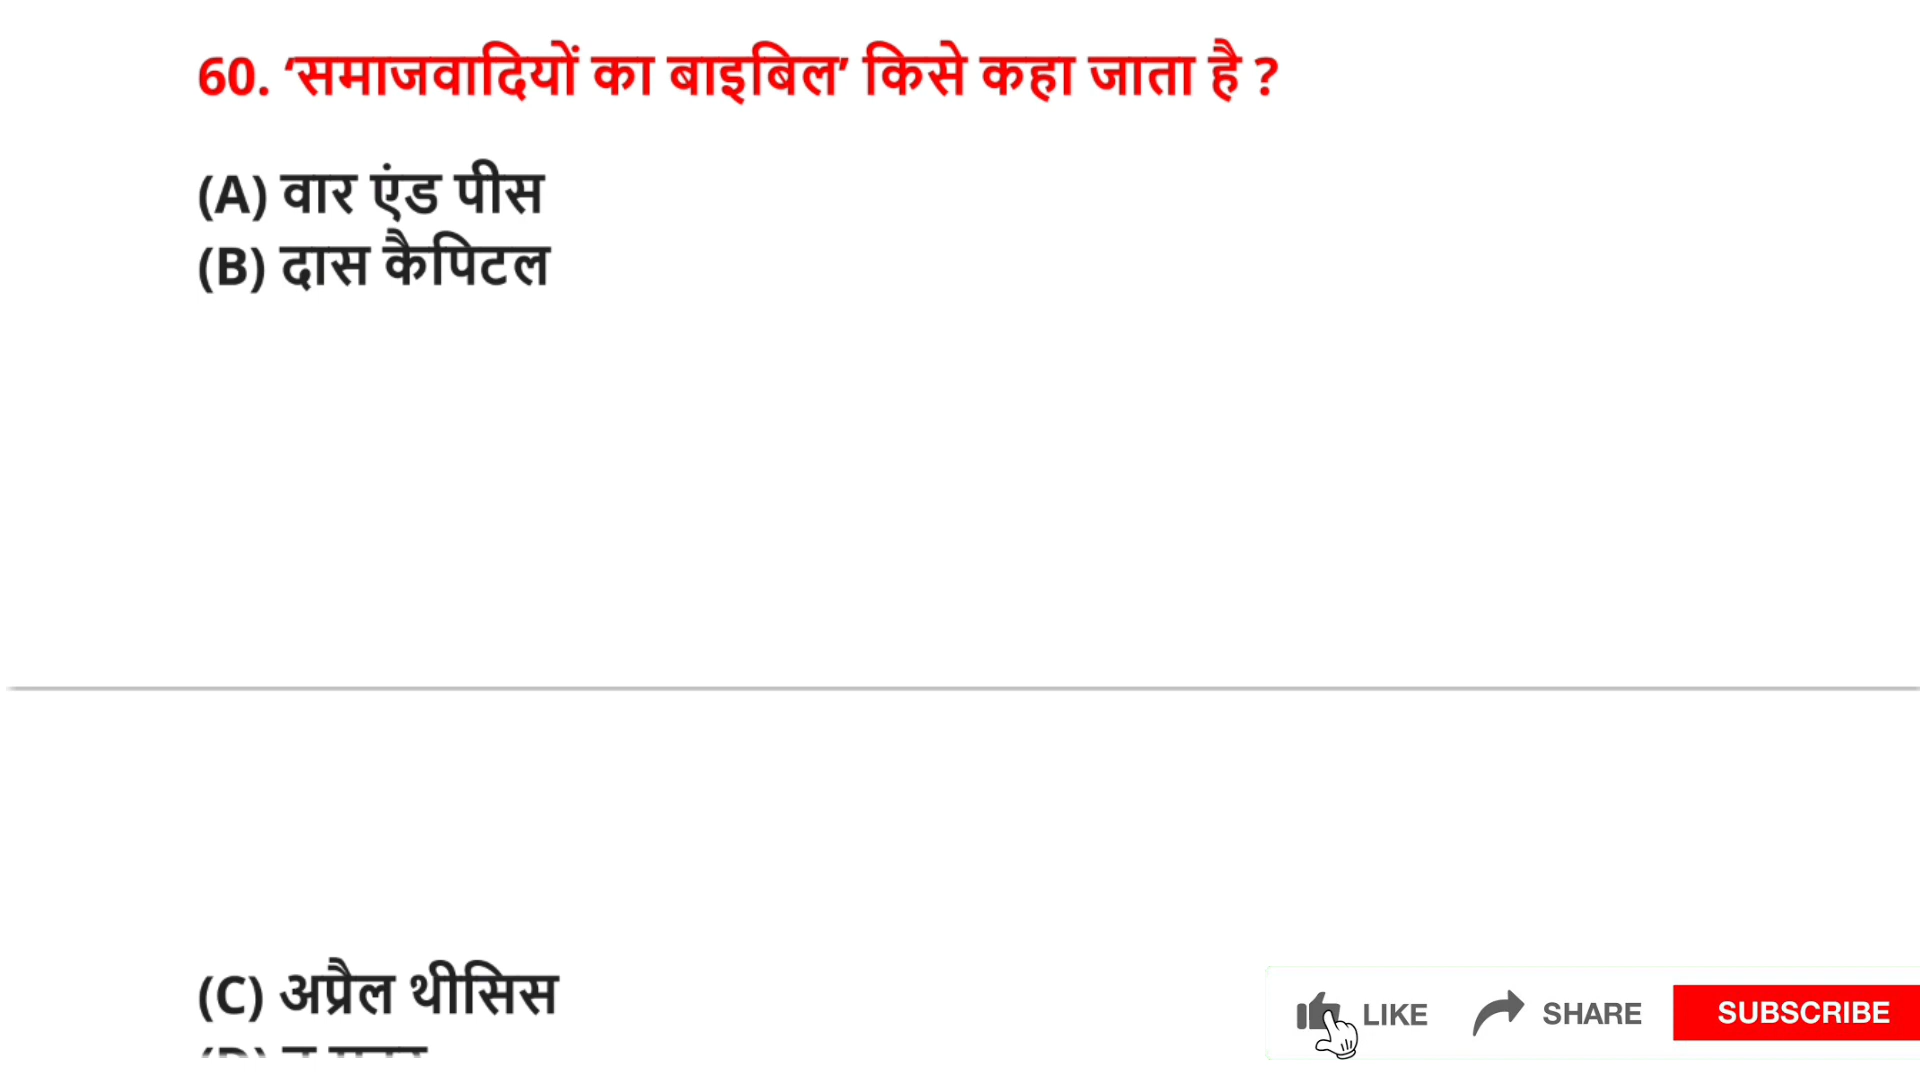 60. ‘समाजवादियों का बाइबिल’ किसे कहा जाता है ?
(A) वार एंड पीस
(B) दास कैपिटल
(C) अप्रैल थीसिस
LIKE SHARE SUBSCRIBE